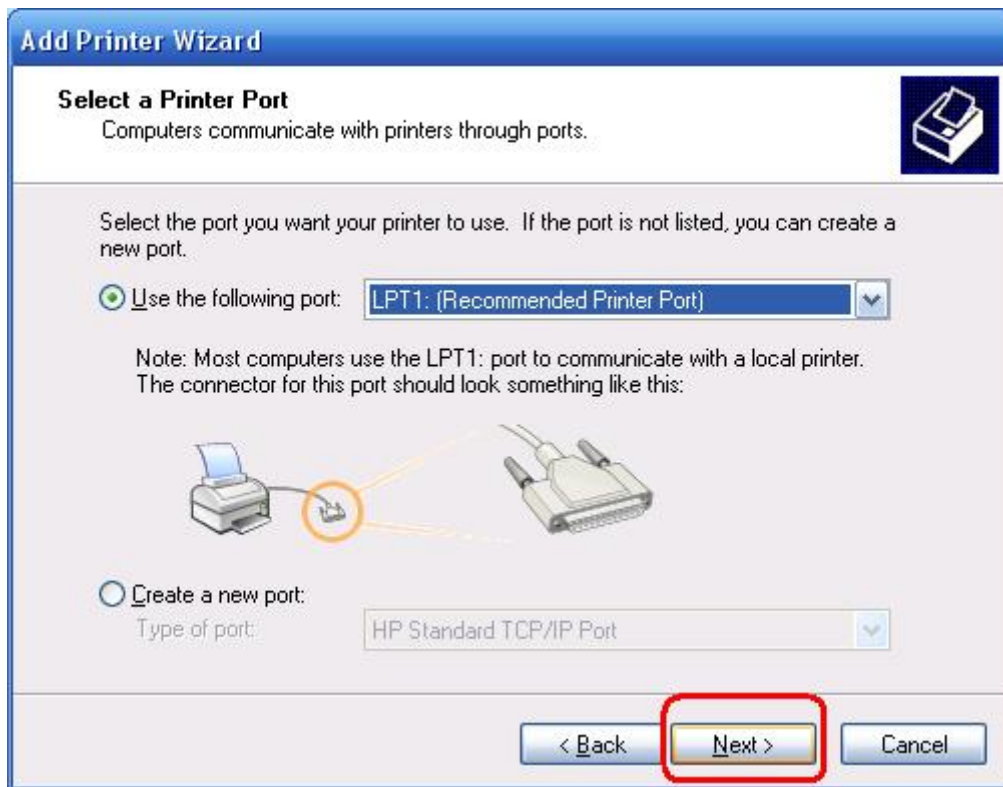 Add Printer Wizard
Select a Printer Port
Computers communicate with printers through ports.
Select the port you want your printer to use.  If the port is not listed, you can create a
new port.
Use the following port: LPT1: (Recommended Printer Port)
Note: Most computers use the LPT1: port to communicate with a local printer.
The connector for this port should look something like this:
Create a new port:
Type of port: HP Standard TCP/IP Port
< Back Next > Cancel